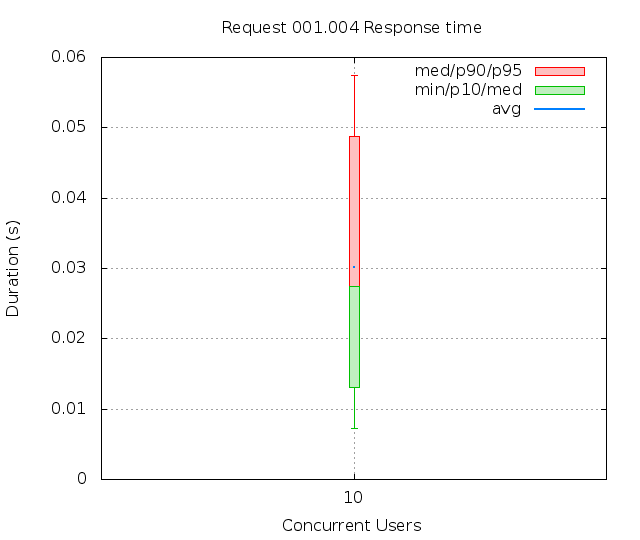 Request 001.004 Response time
0.06
0.05
0.04
0.03
0.02
0.01
0
Duration (s)
med/p90/p95
min/p10/med
avg
10
Concurrent Users